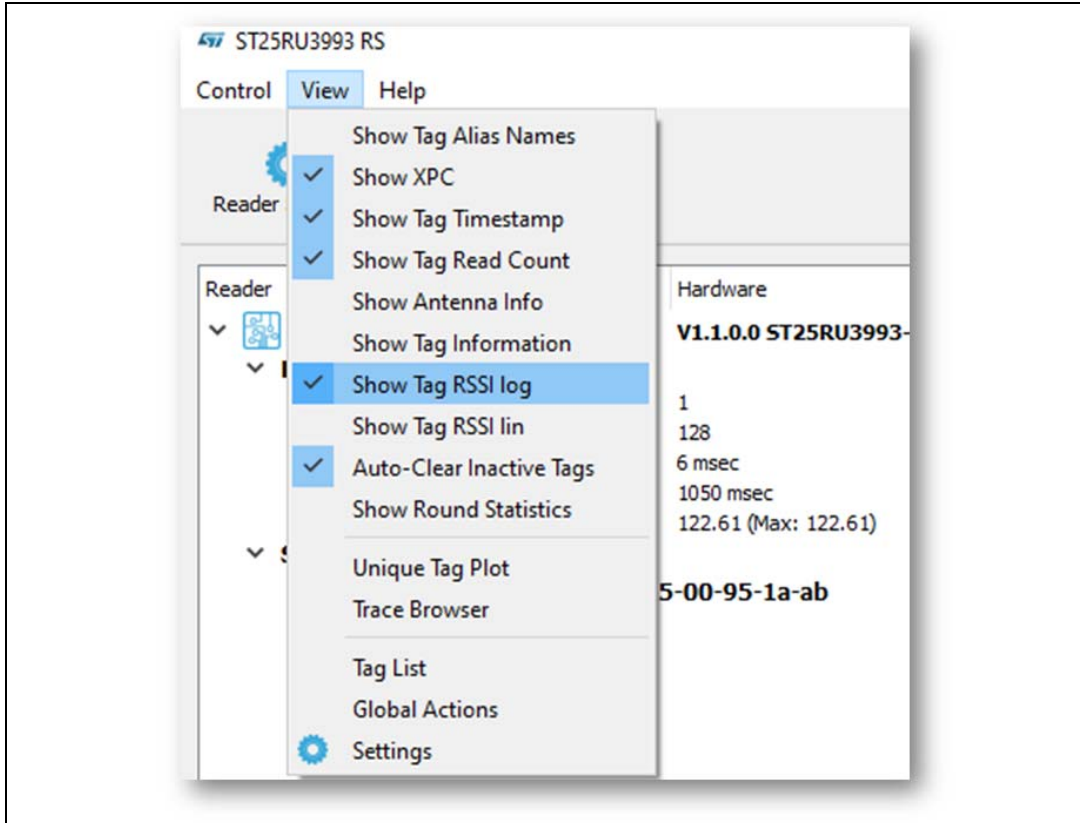 ST25RU3993 RS
Control View Help
Show Tag Alias Names
Show XPC
Reader
Show Tag Timestamp
Show Tag Read Count
Reader
Hardware
Show Antenna Info
V1.1.0.0 ST25RU3993-
Show Tag Information
Show Tag RSSI log
1
Show Tag RSSI lin
128
Auto-Clear Inactive Tags
6 msec
Show Round Statistics
1050 msec
122.61 (Max: 122.61)
Unique Tag Plot
5-00-95-1a-ab
Trace Browser
Tag List
Global Actions
Settings